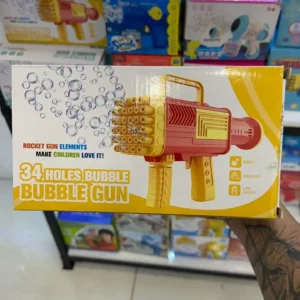 ROCKET GUN ELEMENTS
MAKE CHILDREN LOVE IT!
34 HOLES BUBBLE
BUBBLE GUN